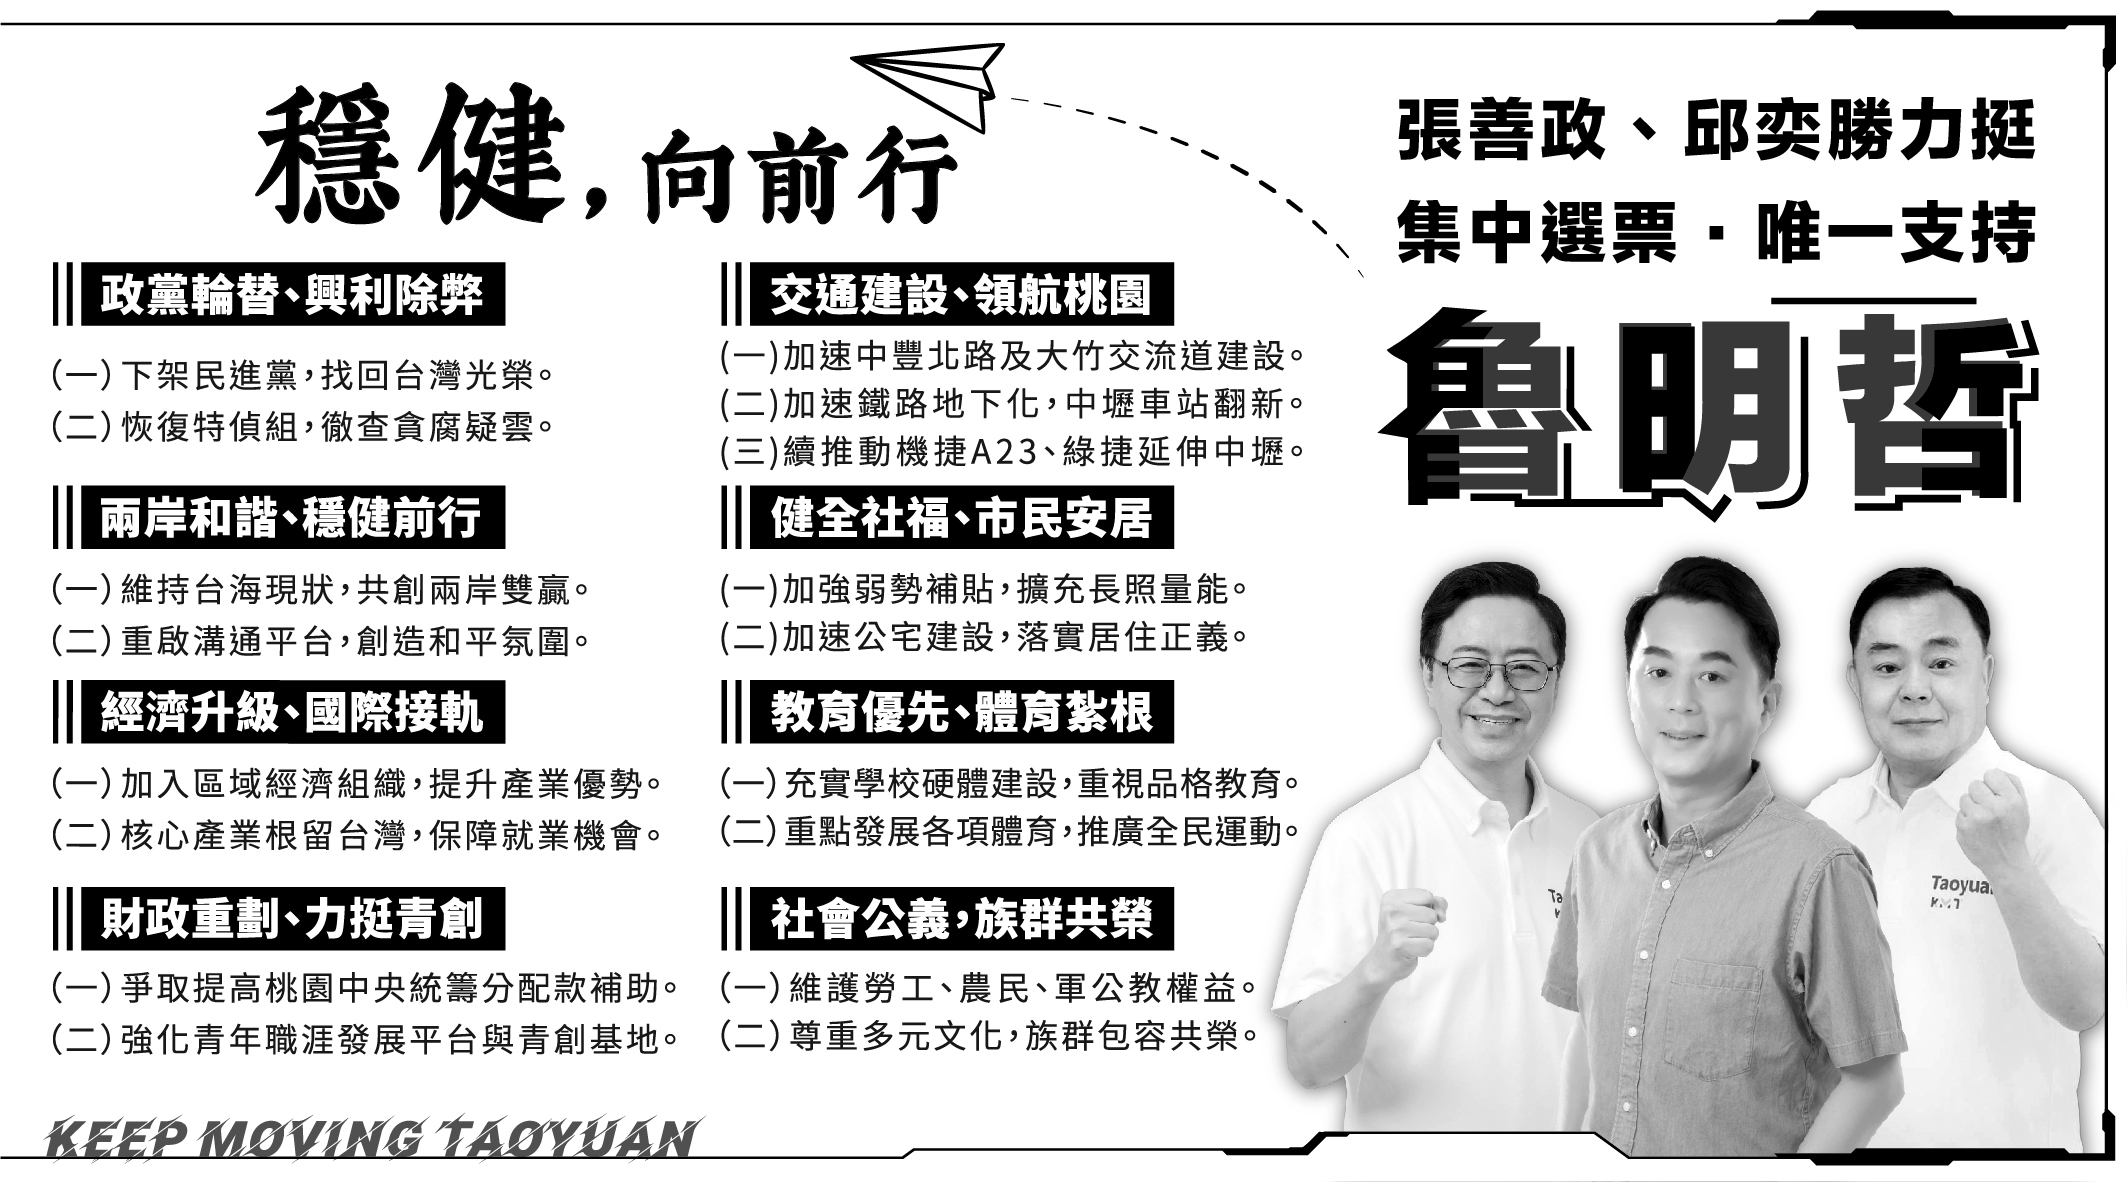 穩健，向前行
政黨輪替、興利除弊
(一)下架民進黨，找回台灣光榮。
(二)恢復特偵組，徹查貪腐疑雲。
兩岸和諧、穩健前行
(一)維持台海現狀，共創兩岸雙贏。
(二)重啟溝通平台，創造和平氛圍。
經濟升級、國際接軌
(一)加入區域經濟組織，提升產業優勢。
(二)核心產業根留台灣，保障就業機會。
財政重劃、力挺青創
(一)爭取提高桃園中央統籌分配款補助。
(二)強化青年職涯發展平台與青創基地。
交通建設、領航桃園
(一)加速中豐北路及大竹交流道建設。
(二)加速鐵路地下化，中壢車站翻新。
(三)續推動機捷A23、綠捷延伸中壢。
健全社福、市民安居
(一)加強弱勢補貼，擴充長照量能。
(二)加速公宅建設，落實居住正義。
教育優先、體育紮根
(一)充實學校硬體建設，重視品格教育。
(二)重點發展各項體育，推廣全民運動。
社會公義，族群共榮
(一)維護勞工、農民、軍公教權益。
(二)尊重多元文化，族群包容共榮。
張善政、邱奕勝力挺
集中選票．唯一支持
魯明哲
Taoyua
KMT
KEEP MOVING TAOYUAN